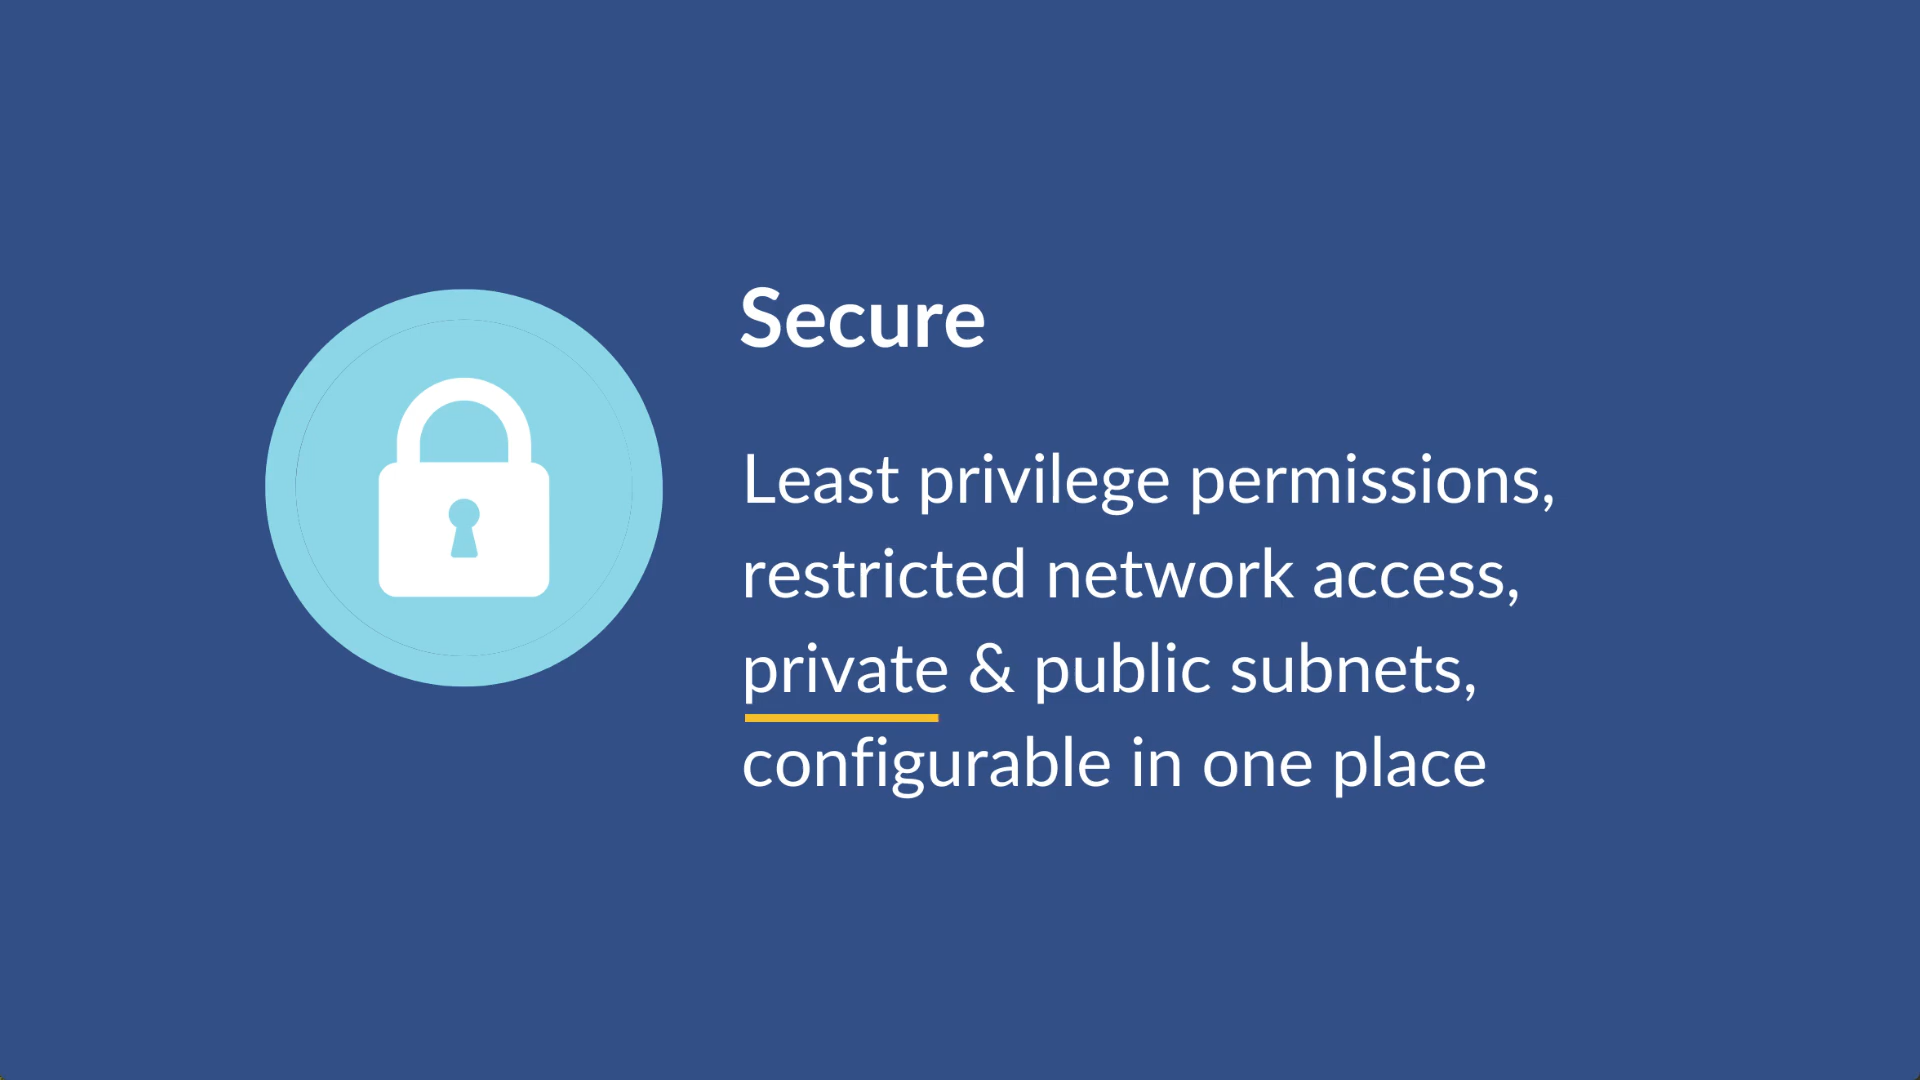 Secure
Least privilege permissions,
restricted network access,
private & public subnets,
configurable in one place